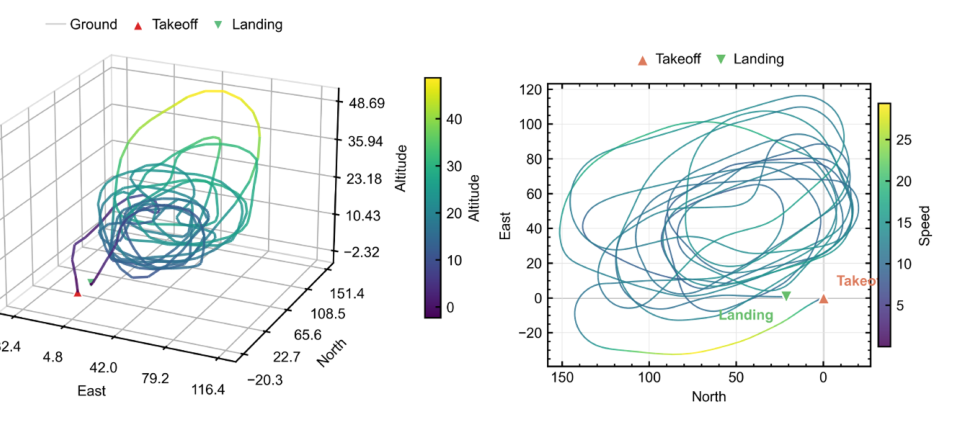 Ground Takeoff Landing
48.69
35.94
23.18
10.43
−2.32
Altitude
151.4
108.5
65.6
22.7
−20.3
North
4.8
42.0
79.2
116.4
East
40
30
20
10
0
Altitude
Takeoff Landing
120
100
80
60
40
20
0
−20
East
150 100 50 0
North
Landing
25
20
15
10
5
Speed